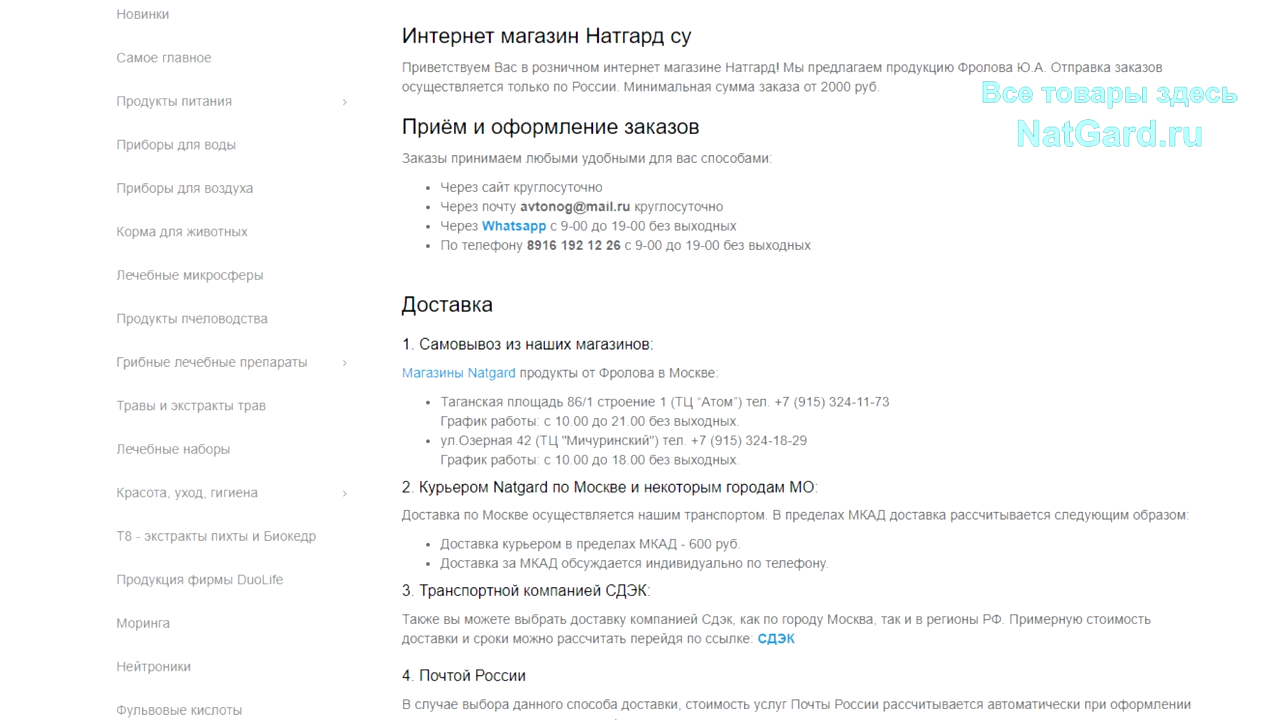 Новинки
Самое главное
Продукты питания
Приборы для воды
Приборы для воздуха
Корма для животных
Лечебные микросферы
Продукты пчеловодства
Грибные лечебные препараты
Травы и экстракты трав
Лечебные наборы
Красота, уход, гигиена
Т8 - экстракты пихты и Биокедр
Продукция фирмы DuoLife
Моринга
Нейтроники
Фульвовые кислоты
Интернет магазин Натгард су
Приветствуем Вас в розничном интернет магазине Натгард! Мы предлагаем продукцию Фролова Ю.А. Отправка заказов
осуществляется только по России. Минимальная сумма заказа от 2000 руб.
Все товары здесь
NatGard.ru
Приём и оформление заказов
Заказы принимаем любыми удобными для вас способами:
Через сайт круглосуточно
Через почту avtonog@mail.ru круглосуточно
Через Whatsapp с 9-00 до 19-00 без выходных
По телефону 8916 192 12 26 с 9-00 до 19-00 без выходных
Доставка
1. Самовывоз из наших магазинов:
Магазины Natgard продукты от Фролова в Москве:
Таганская площадь 86/1 строение 1 (ТЦ “Атом”) тел. +7 (915) 324-11-73
График работы: с 10.00 до 21.00 без выходных.
ул.Озерная 42 (ТЦ "Мичуринский") тел. +7 (915) 324-18-29
График работы: с 10.00 до 18.00 без выходных.
2. Курьером Natgard по Москве и некоторым городам МО:
Доставка по Москве осуществляется нашим транспортом. В пределах МКАД доставка рассчитывается следующим образом:
Доставка курьером в пределах МКАД - 600 руб.
Доставка за МКАД обсуждается индивидуально по телефону.
3. Транспортной компанией СДЭК:
Также вы можете выбрать доставку компанией Сдэк, как по городу Москва, так и в регионы РФ. Примерную стоимость
доставки и сроки можно рассчитать перейдя по ссылке: СДЭК
4. Почтой России
В случае выбора данного способа доставки, стоимость услуг Почты России рассчитывается автоматически при оформлении